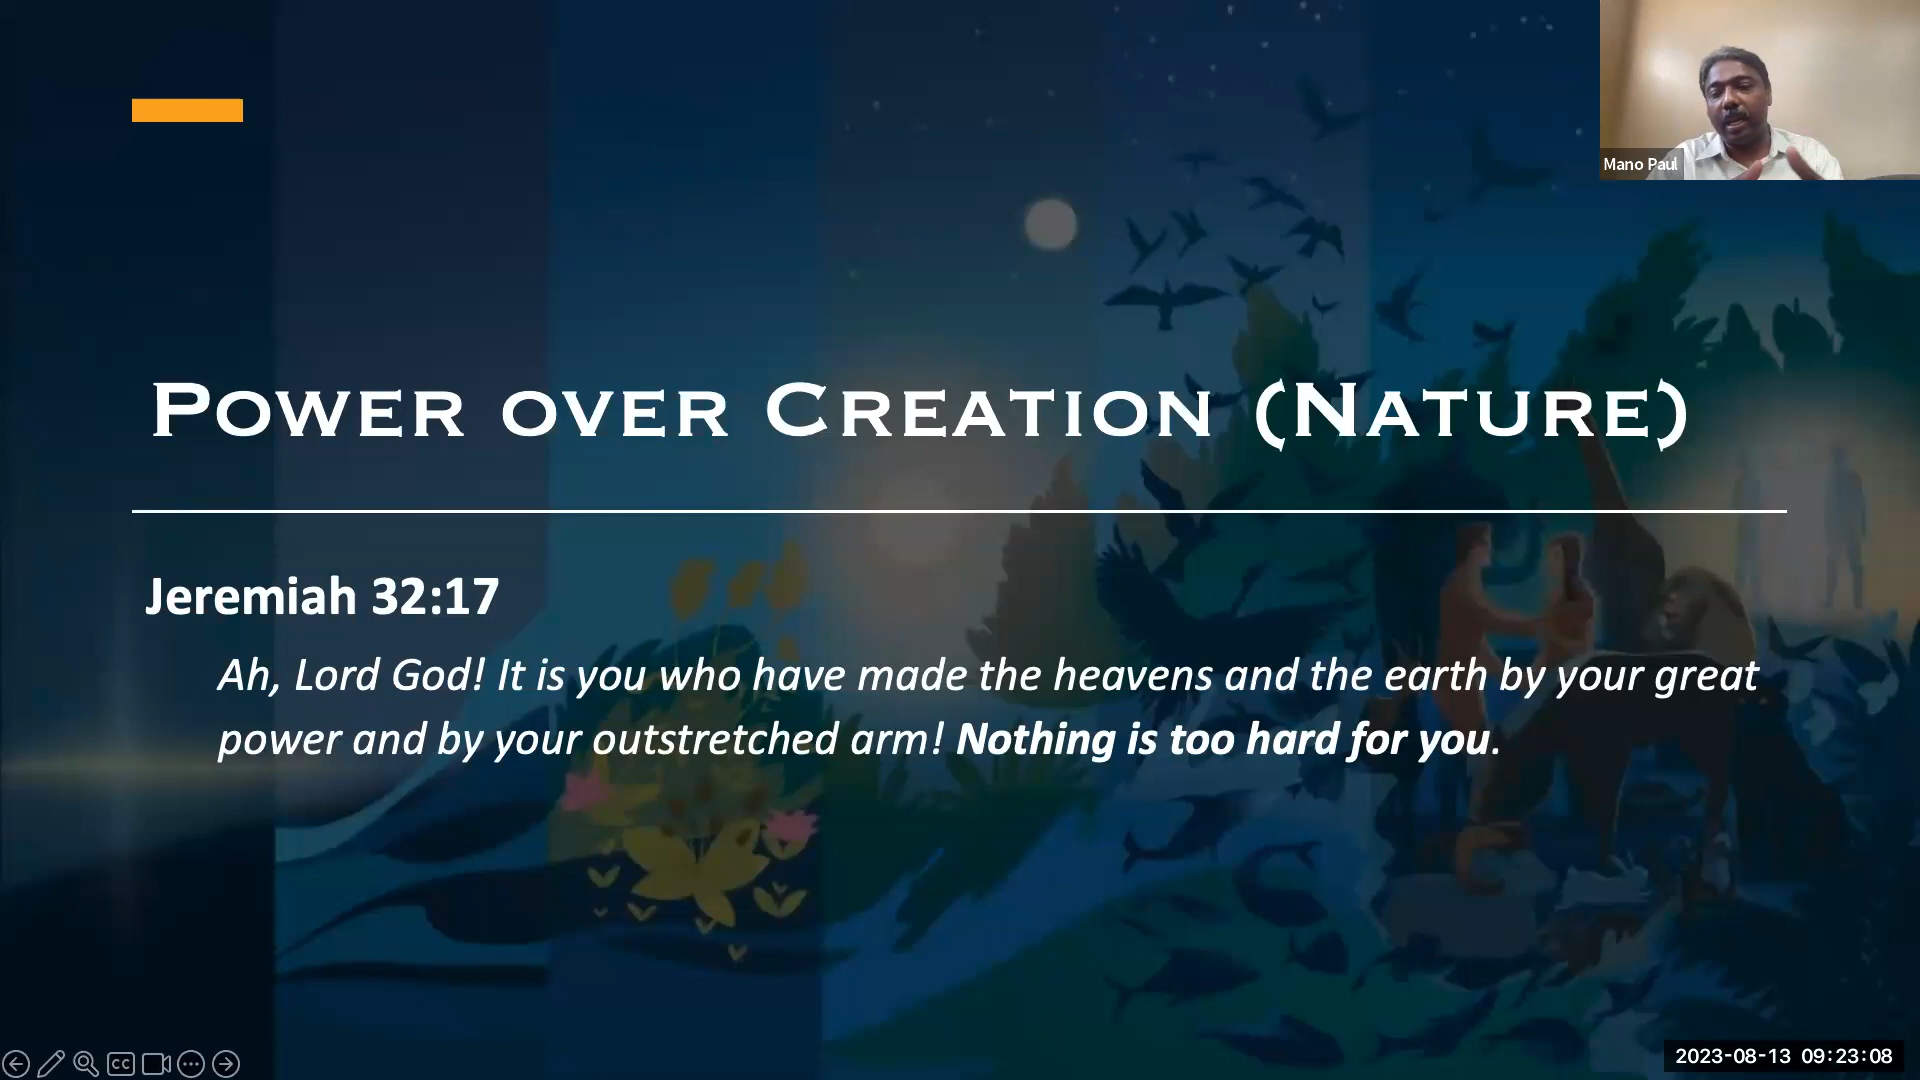 Mano Paul
Power over Creation (Nature)
Jeremiah 32:17
Ah, Lord God! It is you who have made the heavens and the earth by your great
power and by your outstretched arm! Nothing is too hard for you.
CC
2023-08-13 09:23:08